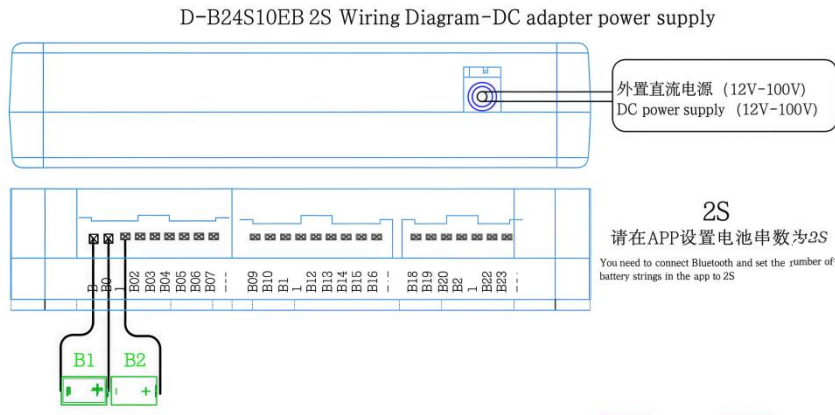 D-B24S10EB 2S Wiring Diagram-DC adapter power supply
外置直流电源 (12V-100V)
DC power supply (12V-100V)
2S
请在APP设置电池串数为2S
You need to connect Bluetooth and set the number of
battery strings in the app to 2S
B0
1
B02
B03
B04
B05
B06
B07
B09
B10
B1
1
B12
B13
B14
B15
B16
B18
B19
B20
B2
1
B22
B23
B1 B2
- + - +